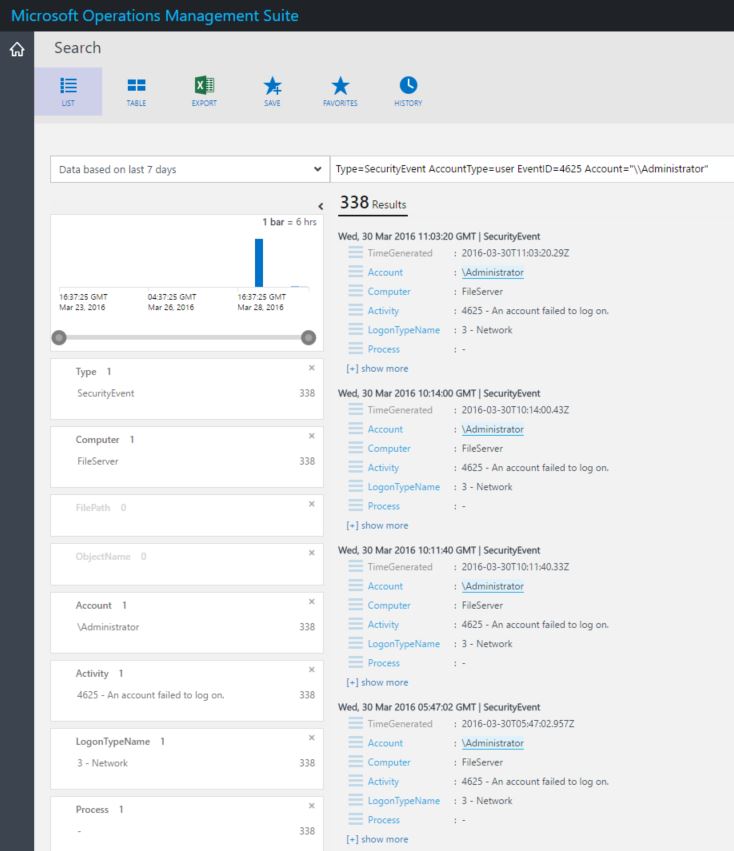 Microsoft Operations Management Suite
Search
LIST
TABLE
EXPORT
SAVE
FAVORITES
HISTORY
Data based on last 7 days
Type=SecurityEvent AccountType=user EventID=4625 Account="\\Administrator"
1 bar = 6 hrs
16:37:25 GMT 04:37:25 GMT 16:37:25 GMT
Mar 23, 2016 Mar 26, 2016 Mar 28, 2016
Type 1
SecurityEvent 338
Computer 1
FileServer 338
FilePath 0
ObjectName 0
Account 1
\Administrator 338
Activity 1
4625 - An account failed to log on. 338
LogonTypeName 1
3 - Network 338
Process 1
- 338
338 Results
Wed, 30 Mar 2016 11:03:20 GMT | SecurityEvent
TimeGenerated : 2016-03-30T11:03:20.29Z
Account : \Administrator
Computer : FileServer
Activity : 4625 - An account failed to log on.
LogonTypeName : 3 - Network
Process : -
[+] show more
Wed, 30 Mar 2016 10:14:00 GMT | SecurityEvent
TimeGenerated : 2016-03-30T10:14:00.43Z
Account : \Administrator
Computer : FileServer
Activity : 4625 - An account failed to log on.
LogonTypeName : 3 - Network
Process : -
[+] show more
Wed, 30 Mar 2016 10:11:40 GMT | SecurityEvent
TimeGenerated : 2016-03-30T10:11:40.33Z
Account : \Administrator
Computer : FileServer
Activity : 4625 - An account failed to log on.
LogonTypeName : 3 - Network
Process : -
[+] show more
Wed, 30 Mar 2016 05:47:02 GMT | SecurityEvent
TimeGenerated : 2016-03-30T05:47:02.957Z
Account : \Administrator
Computer : FileServer
Activity : 4625 - An account failed to log on.
LogonTypeName : 3 - Network
Process : -
[+] show more